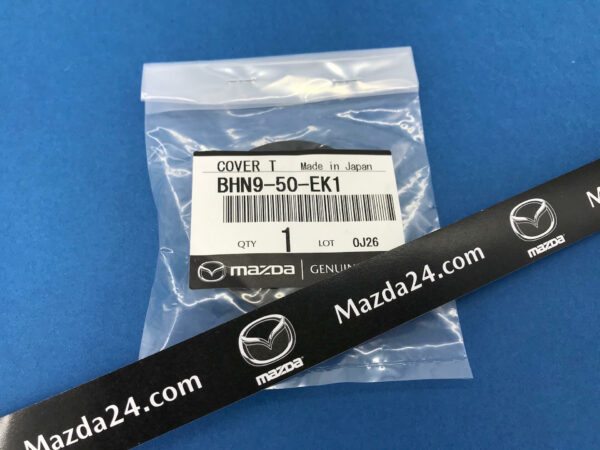 COVER T Made in Japan
BHN9-50-EK1
QTY 1 LOT 0J26
mazda GENUIN
mazda
Mazda24.com
mazda
Mazda24.com